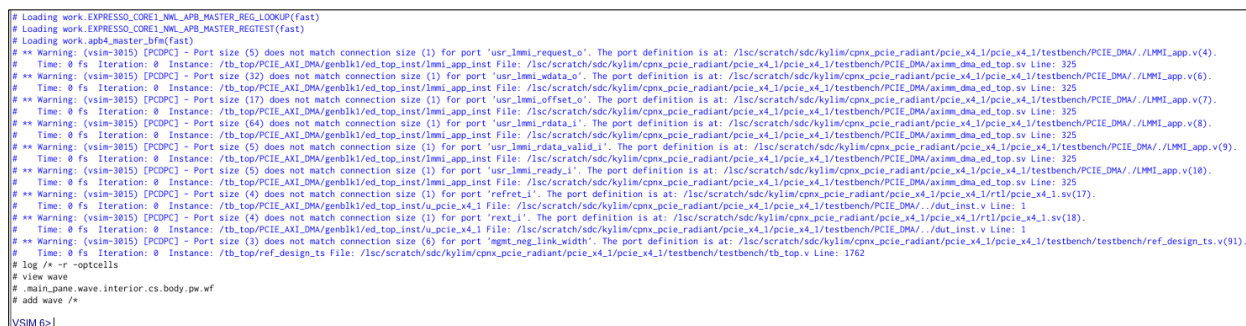 # Loading work.EXPRESSO_CORE1_NWL_APB_MASTER_REG_LOOKUP(fast)
# Loading work.EXPRESSO_CORE1_NWL_APB_MASTER_REGTEST(fast)
# Loading work.apb4_master_bfm(fast)
# ** Warning: (vsim-3015) [PCDPC] - Port size (5) does not match connection size (1) for port 'usr_lmmi_request_o'. The port definition is at: /lsc/scratch/sdc/kylim/cpnx_pcie_radiant/pcie_x4_1/pcie_x4_1/testbench/PCIE_DMA/./LMMI_app.v(4).
#    Time: 0 fs  Iteration: 0  Instance: /tb_top/PCIE_AXI_DMA/genblk1/ed_top_inst/lmmi_app_inst File: /lsc/scratch/sdc/kylim/cpnx_pcie_radiant/pcie_x4_1/pcie_x4_1/testbench/PCIE_DMA/aximm_dma_ed_top.sv Line: 325
# ** Warning: (vsim-3015) [PCDPC] - Port size (32) does not match connection size (1) for port 'usr_lmmi_wdata_o'. The port definition is at: /lsc/scratch/sdc/kylim/cpnx_pcie_radiant/pcie_x4_1/pcie_x4_1/testbench/PCIE_DMA/./LMMI_app.v(6).
#    Time: 0 fs  Iteration: 0  Instance: /tb_top/PCIE_AXI_DMA/genblk1/ed_top_inst/lmmi_app_inst File: /lsc/scratch/sdc/kylim/cpnx_pcie_radiant/pcie_x4_1/pcie_x4_1/testbench/PCIE_DMA/aximm_dma_ed_top.sv Line: 325
# ** Warning: (vsim-3015) [PCDPC] - Port size (17) does not match connection size (1) for port 'usr_lmmi_offset_o'. The port definition is at: /lsc/scratch/sdc/kylim/cpnx_pcie_radiant/pcie_x4_1/pcie_x4_1/testbench/PCIE_DMA/./LMMI_app.v(7).
#    Time: 0 fs  Iteration: 0  Instance: /tb_top/PCIE_AXI_DMA/genblk1/ed_top_inst/lmmi_app_inst File: /lsc/scratch/sdc/kylim/cpnx_pcie_radiant/pcie_x4_1/pcie_x4_1/testbench/PCIE_DMA/aximm_dma_ed_top.sv Line: 325
# ** Warning: (vsim-3015) [PCDPC] - Port size (64) does not match connection size (1) for port 'usr_lmmi_rdata_i'. The port definition is at: /lsc/scratch/sdc/kylim/cpnx_pcie_radiant/pcie_x4_1/pcie_x4_1/testbench/PCIE_DMA/./LMMI_app.v(8).
#    Time: 0 fs  Iteration: 0  Instance: /tb_top/PCIE_AXI_DMA/genblk1/ed_top_inst/lmmi_app_inst File: /lsc/scratch/sdc/kylim/cpnx_pcie_radiant/pcie_x4_1/pcie_x4_1/testbench/PCIE_DMA/aximm_dma_ed_top.sv Line: 325
# ** Warning: (vsim-3015) [PCDPC] - Port size (5) does not match connection size (1) for port 'usr_lmmi_rdata_valid_i'. The port definition is at: /lsc/scratch/sdc/kylim/cpnx_pcie_radiant/pcie_x4_1/pcie_x4_1/testbench/PCIE_DMA/./LMMI_app.v(9).
#    Time: 0 fs  Iteration: 0  Instance: /tb_top/PCIE_AXI_DMA/genblk1/ed_top_inst/lmmi_app_inst File: /lsc/scratch/sdc/kylim/cpnx_pcie_radiant/pcie_x4_1/pcie_x4_1/testbench/PCIE_DMA/aximm_dma_ed_top.sv Line: 325
# ** Warning: (vsim-3015) [PCDPC] - Port size (5) does not match connection size (1) for port 'usr_lmmi_ready_i'. The port definition is at: /lsc/scratch/sdc/kylim/cpnx_pcie_radiant/pcie_x4_1/pcie_x4_1/testbench/PCIE_DMA/./LMMI_app.v(10).
#    Time: 0 fs  Iteration: 0  Instance: /tb_top/PCIE_AXI_DMA/genblk1/ed_top_inst/lmmi_app_inst File: /lsc/scratch/sdc/kylim/cpnx_pcie_radiant/pcie_x4_1/pcie_x4_1/testbench/PCIE_DMA/aximm_dma_ed_top.sv Line: 325
# ** Warning: (vsim-3015) [PCDPC] - Port size (4) does not match connection size (1) for port 'refret_i'. The port definition is at: /lsc/scratch/sdc/kylim/cpnx_pcie_radiant/pcie_x4_1/pcie_x4_1/rtl/pcie_x4_1.sv(17).
#    Time: 0 fs  Iteration: 0  Instance: /tb_top/PCIE_AXI_DMA/genblk1/ed_top_inst/u_pcie_x4_1 File: /lsc/scratch/sdc/kylim/cpnx_pcie_radiant/pcie_x4_1/pcie_x4_1/testbench/PCIE_DMA/../dut_inst.v Line: 1
# ** Warning: (vsim-3015) [PCDPC] - Port size (4) does not match connection size (1) for port 'rext_i'. The port definition is at: /lsc/scratch/sdc/kylim/cpnx_pcie_radiant/pcie_x4_1/pcie_x4_1/rtl/pcie_x4_1.sv(18).
#    Time: 0 fs  Iteration: 0  Instance: /tb_top/PCIE_AXI_DMA/genblk1/ed_top_inst/u_pcie_x4_1 File: /lsc/scratch/sdc/kylim/cpnx_pcie_radiant/pcie_x4_1/pcie_x4_1/testbench/PCIE_DMA/../dut_inst.v Line: 1
# ** Warning: (vsim-3015) [PCDPC] - Port size (3) does not match connection size (6) for port 'mgmt_neg_link_width'. The port definition is at: /lsc/scratch/sdc/kylim/cpnx_pcie_radiant/pcie_x4_1/pcie_x4_1/testbench/testbench/ref_design_ts.v(91).
#    Time: 0 fs  Iteration: 0  Instance: /tb_top/ref_design_ts File: /lsc/scratch/sdc/kylim/cpnx_pcie_radiant/pcie_x4_1/pcie_x4_1/testbench/testbench/tb_top.v Line: 1762
# log /* -r -optcells
# view wave
# .main_pane.wave.interior.cs.body.pw.wf
# add wave /*
VSIM 6>